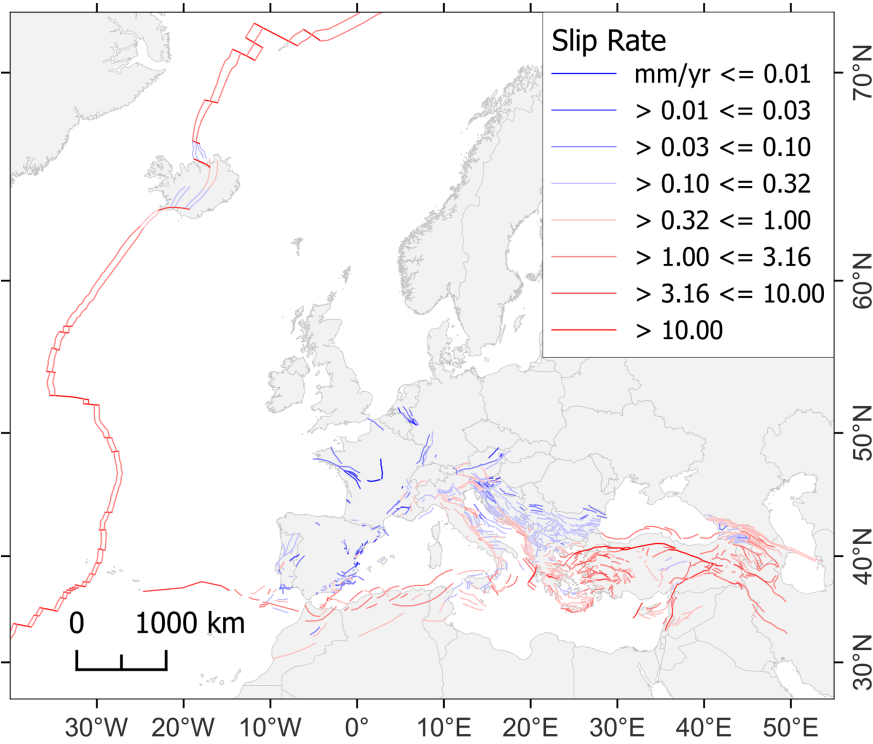 Slip Rate
mm/yr <= 0.01
> 0.01 <= 0.03
> 0.03 <= 0.10
> 0.10 <= 0.32
> 0.32 <= 1.00
> 1.00 <= 3.16
> 3.16 <= 10.00
> 10.00
70°N
60°N
50°N
40°N
30°N
0 1000 km
30°W 20°W 10°W 0° 10°E 20°E 30°E 40°E 50°E